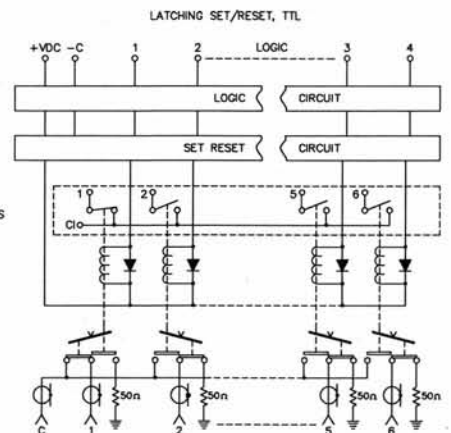 LATCHING SET/RESET, TTL
+VDC -C 1 2 LOGIC 3 4
LOGIC CIRCUIT
SET RESET CIRCUIT
1 2 5 6
S
CI
50Ω 50Ω 50Ω 50Ω
C 1 2 5 6